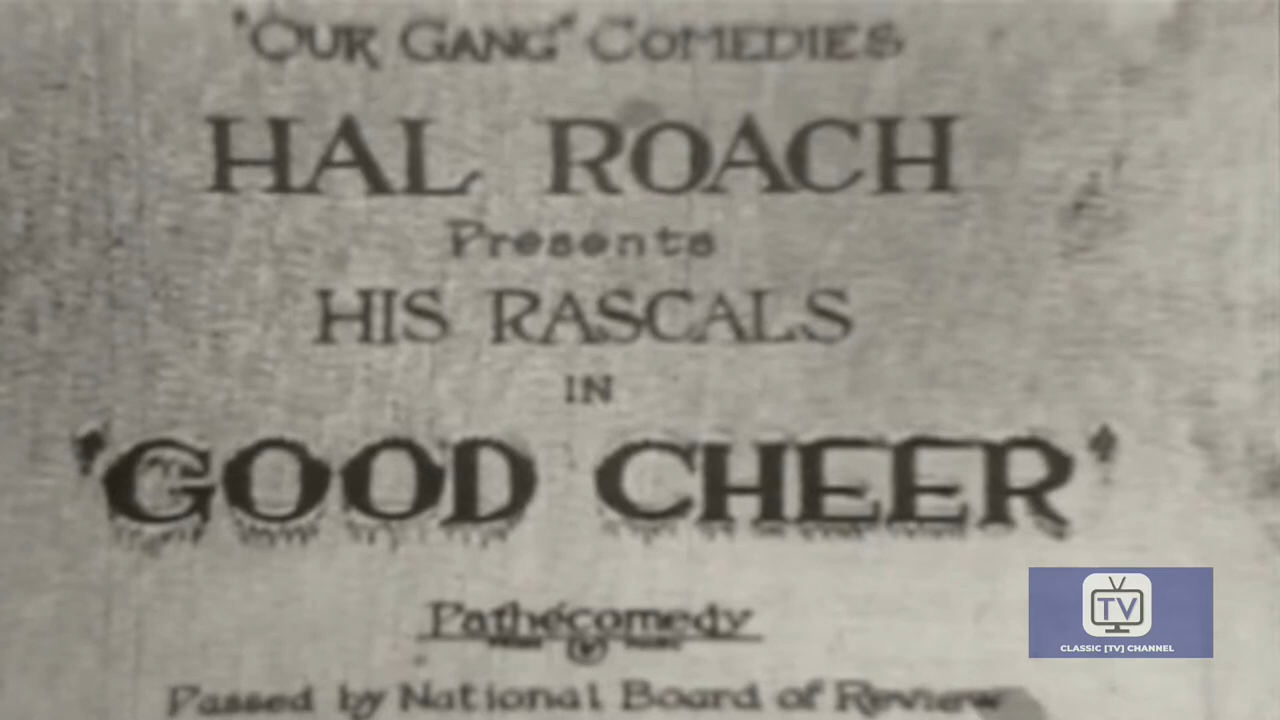 "OUR GANG" COMEDIES
HAL ROACH
Presents
HIS RASCALS
IN
'GOOD CHEER'
Pathécomedy
Passed by National Board of Review
TV
CLASSIC [TV] CHANNEL